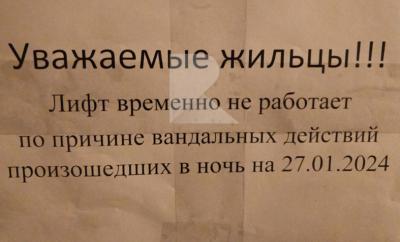 Уважаемые жильцы!!!
Лифт временно не работает
по причине вандальных действий
произошедших в ночь на 27.01.2024